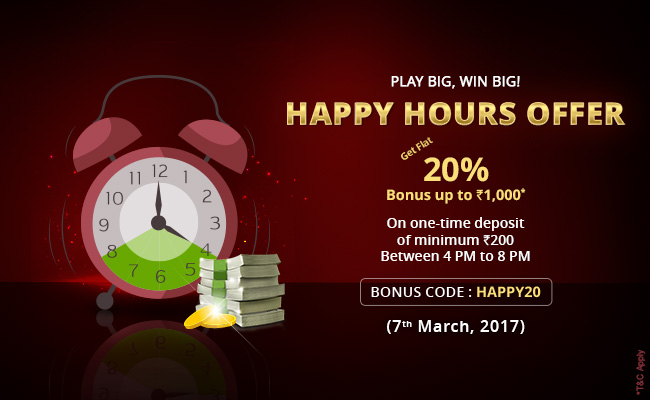 PLAY BIG, WIN BIG!
HAPPY HOURS OFFER
Get Flat
20%
Bonus up to ₹1,000*
On one-time deposit
of minimum ₹200
Between 4 PM to 8 PM
BONUS CODE : HAPPY20
(7th March, 2017)
12
1
2
3
4
5
6
7
8
9
10
11
*T&C Apply